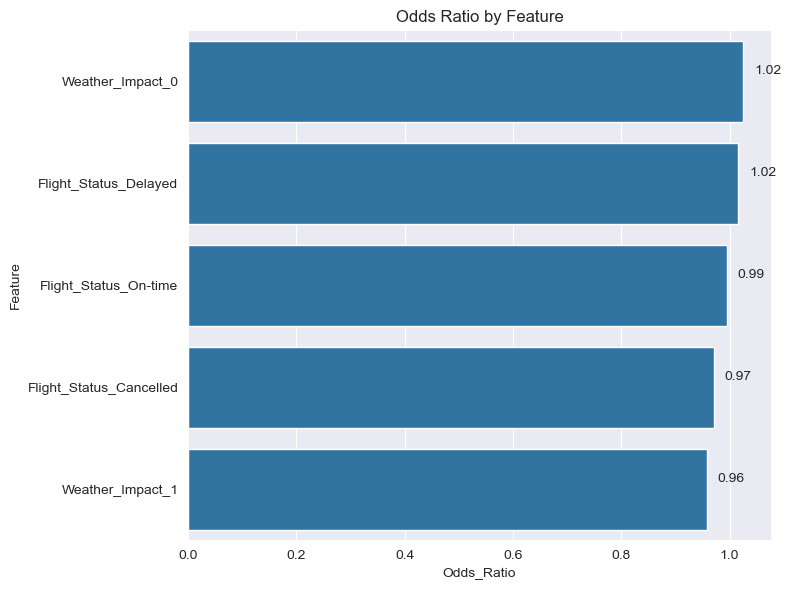 Odds Ratio by Feature
Feature
Weather_Impact_0
1.02
Flight_Status_Delayed
1.02
Flight_Status_On-time
0.99
Flight_Status_Cancelled
0.97
Weather_Impact_1
0.96
0.0 0.2 0.4 0.6 0.8 1.0
Odds_Ratio